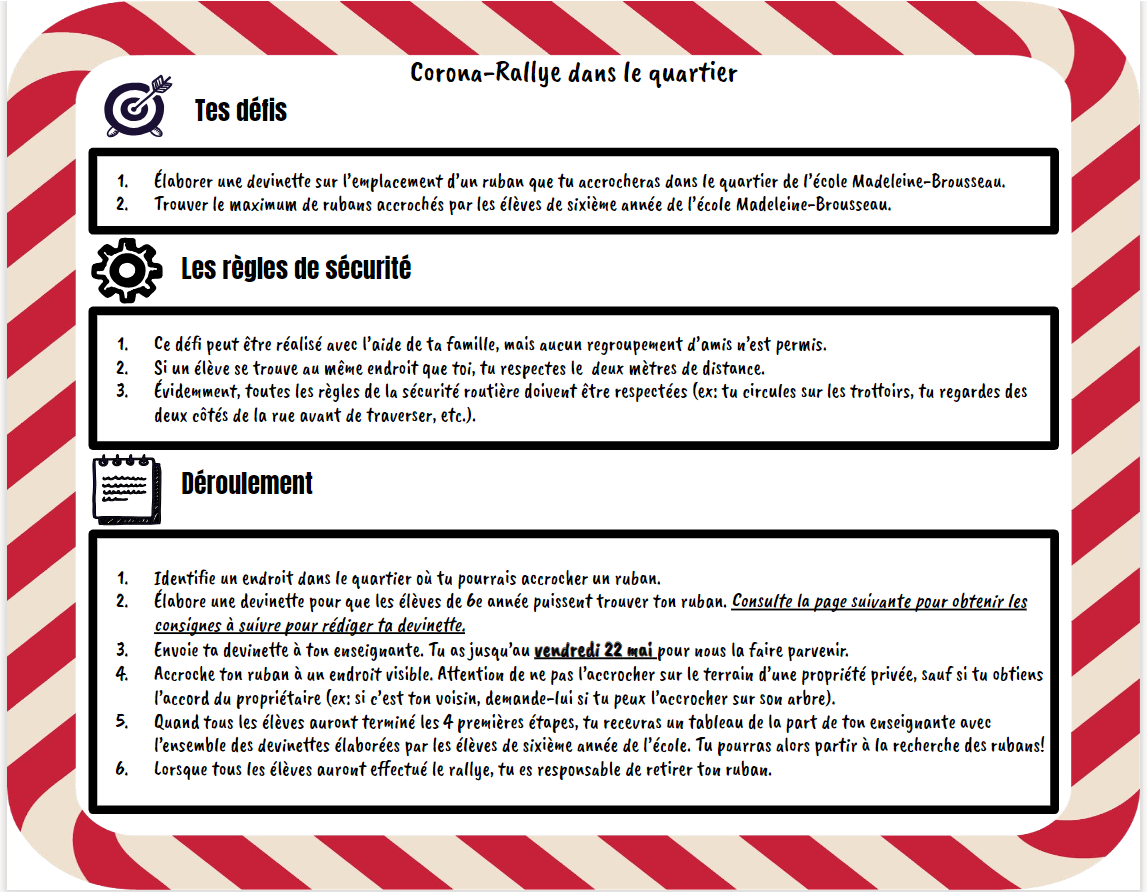 Corona-Rallye dans le quartier
Tes défis
1. Élaborer une devinette sur l'emplacement d'un ruban que tu accrocheras dans le quartier de l'école Madeleine-Brousseau.
2. Trouver le maximum de rubans accrochés par les élèves de sixième année de l'école Madeleine-Brousseau.
Les règles de sécurité
1. Ce défi peut être réalisé avec l'aide de ta famille, mais aucun regroupement d'amis n'est permis.
2. Si un élève se trouve au même endroit que toi, tu respectes le deux mètres de distance.
3. Évidemment, toutes les règles de la sécurité routière doivent être respectées (ex: tu circules sur les trottoirs, tu regardes des
deux côtés de la rue avant de traverser, etc.).
Déroulement
1. Identifie un endroit dans le quartier où tu pourrais accrocher un ruban.
2. Élabore une devinette pour que les élèves de 6e année puissent trouver ton ruban. Consulte la page suivante pour obtenir les
consignes à suivre pour rédiger ta devinette.
3. Envoie ta devinette à ton enseignante. Tu as jusqu'au vendredi 22 mai pour nous la faire parvenir.
4. Accroche ton ruban à un endroit visible. Attention de ne pas l'accrocher sur le terrain d'une propriété privée, sauf si tu obtiens
l'accord du propriétaire (ex: si c'est ton voisin, demande-lui si tu peux l'accrocher sur son arbre).
5. Quand tous les élèves auront terminé les 4 premières étapes, tu recevras un tableau de la part de ton enseignante avec
l'ensemble des devinettes élaborées par les élèves de sixième année de l'école. Tu pourras alors partir à la recherche des rubans!
6. Lorsque tous les élèves auront effectué le rallye, tu es responsable de retirer ton ruban.